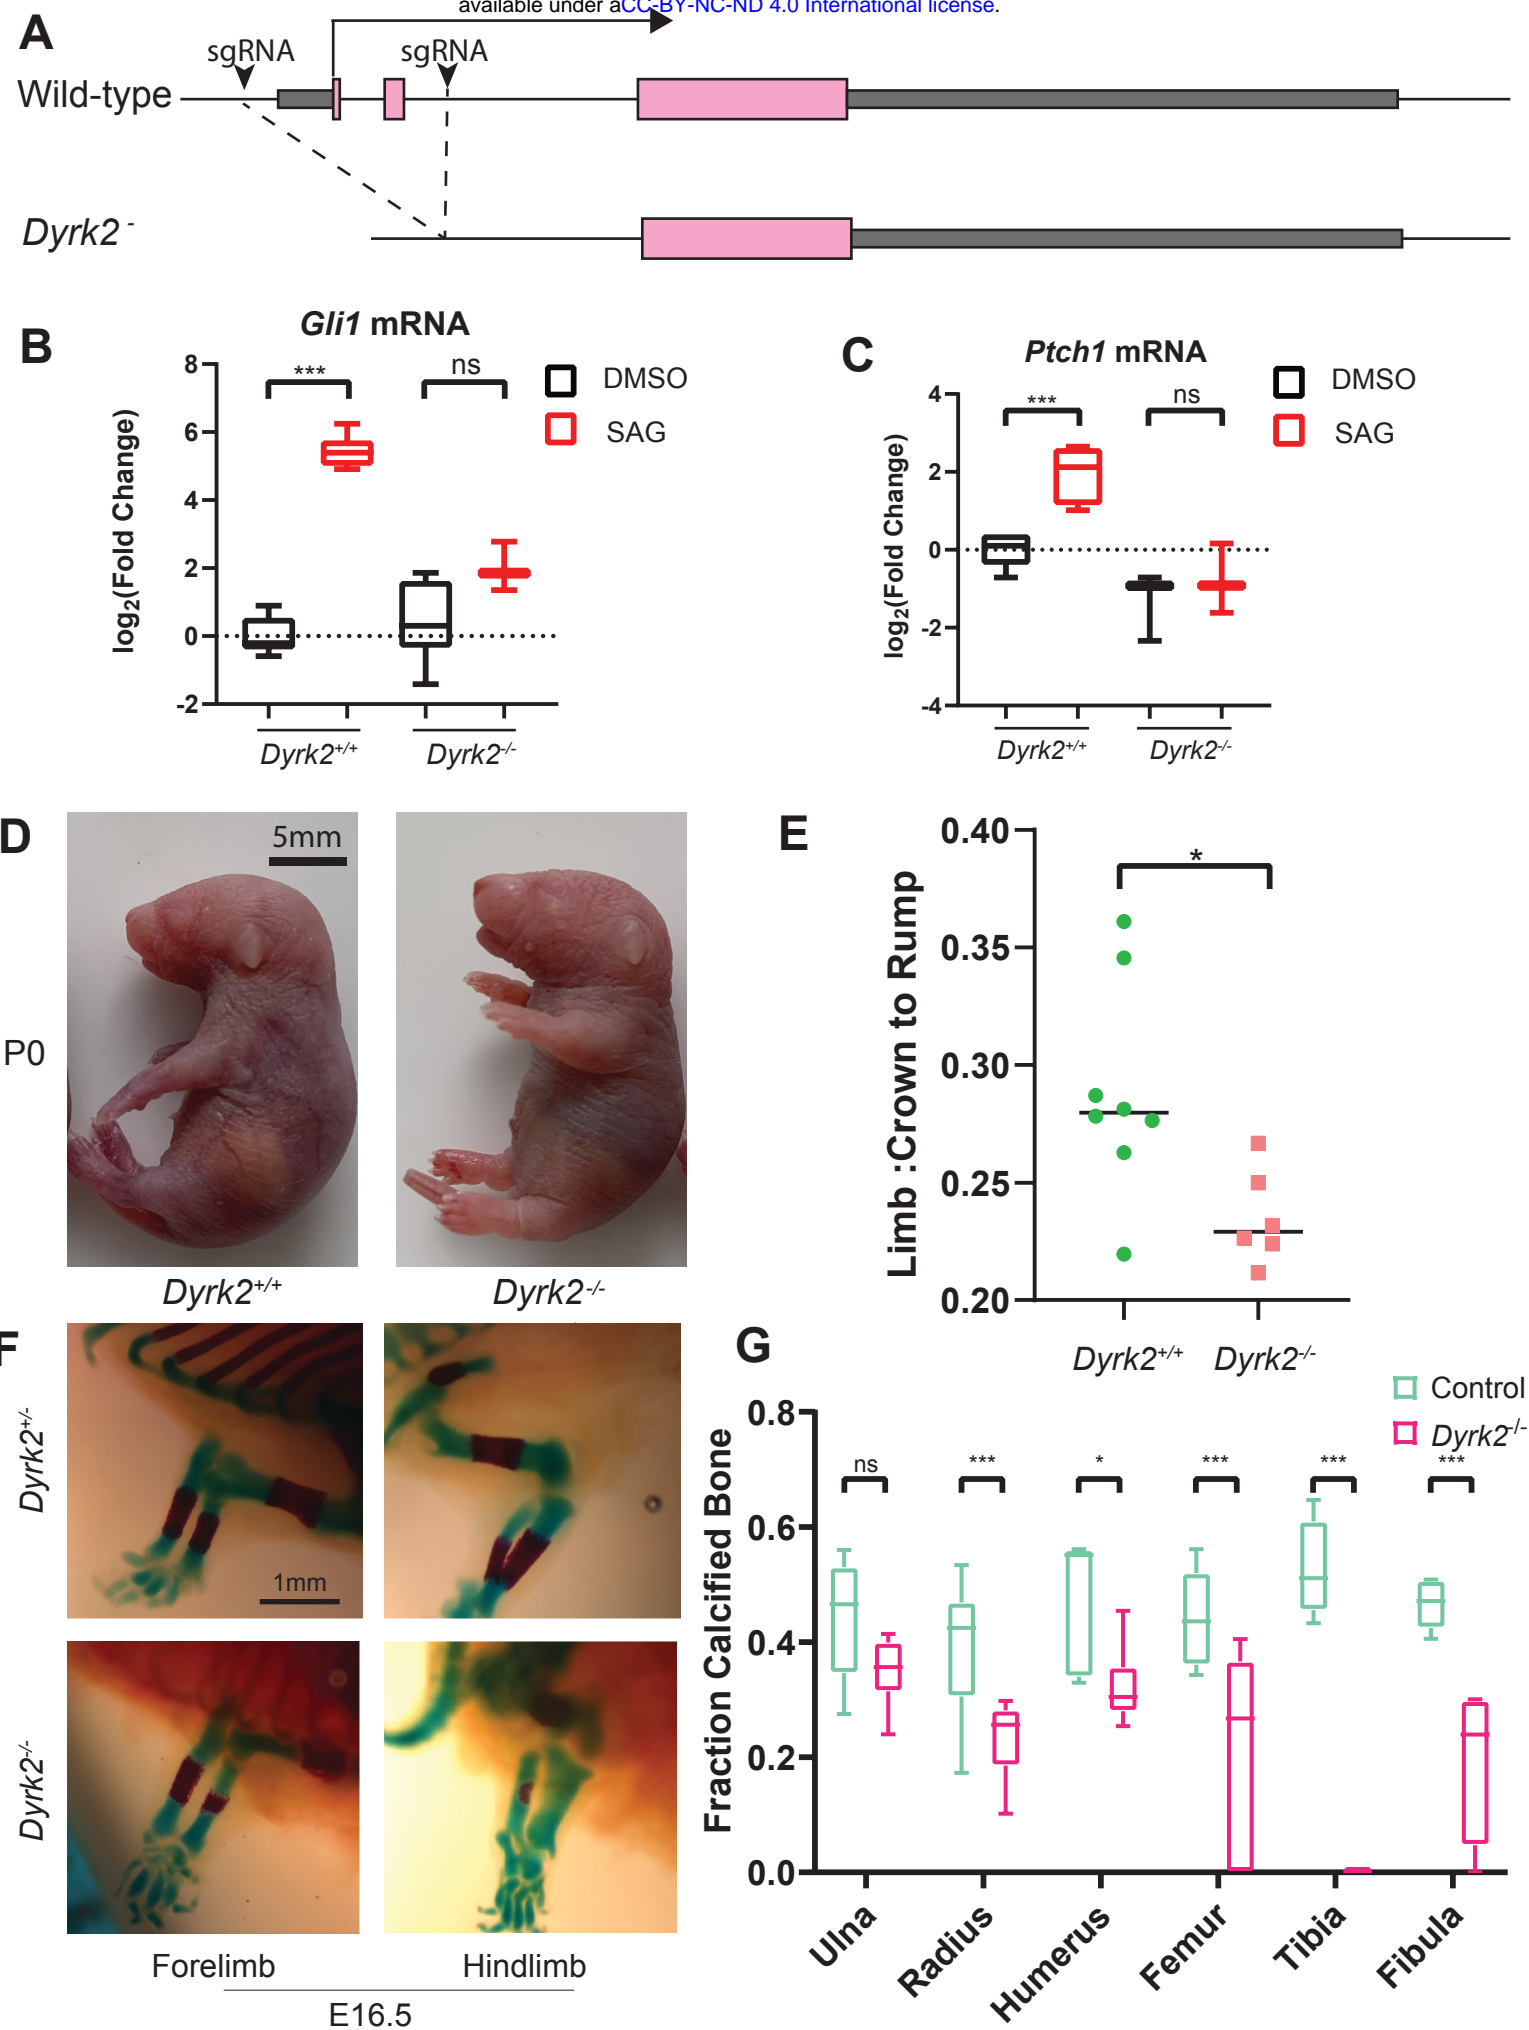 available under aCC-BY-NC-ND 4.0 International license.
A
sgRNA
sgRNA
Wild-type
Dyrk2 -
B
Gli1 mRNA
8
6
4
2
0
-2
log2(Fold Change)
***
ns
DMSO
SAG
Dyrk2+/+
Dyrk2-/-
C
Ptch1 mRNA
4
2
0
-2
-4
log2(Fold Change)
***
ns
DMSO
SAG
Dyrk2+/+
Dyrk2-/-
D
5mm
P0
Dyrk2+/+
Dyrk2-/-
E
0.40
0.35
0.30
0.25
0.20
Limb :Crown to Rump
*
Dyrk2+/+
Dyrk2-/-
F
Dyrk2+/-
1mm
Dyrk2-/-
Forelimb
Hindlimb
E16.5
G
Control
Dyrk2-/-
0.8
0.6
0.4
0.2
0.0
Fraction Calcified Bone
ns
***
*
***
***
***
Ulna
Radius
Humerus
Femur
Tibia
Fibula